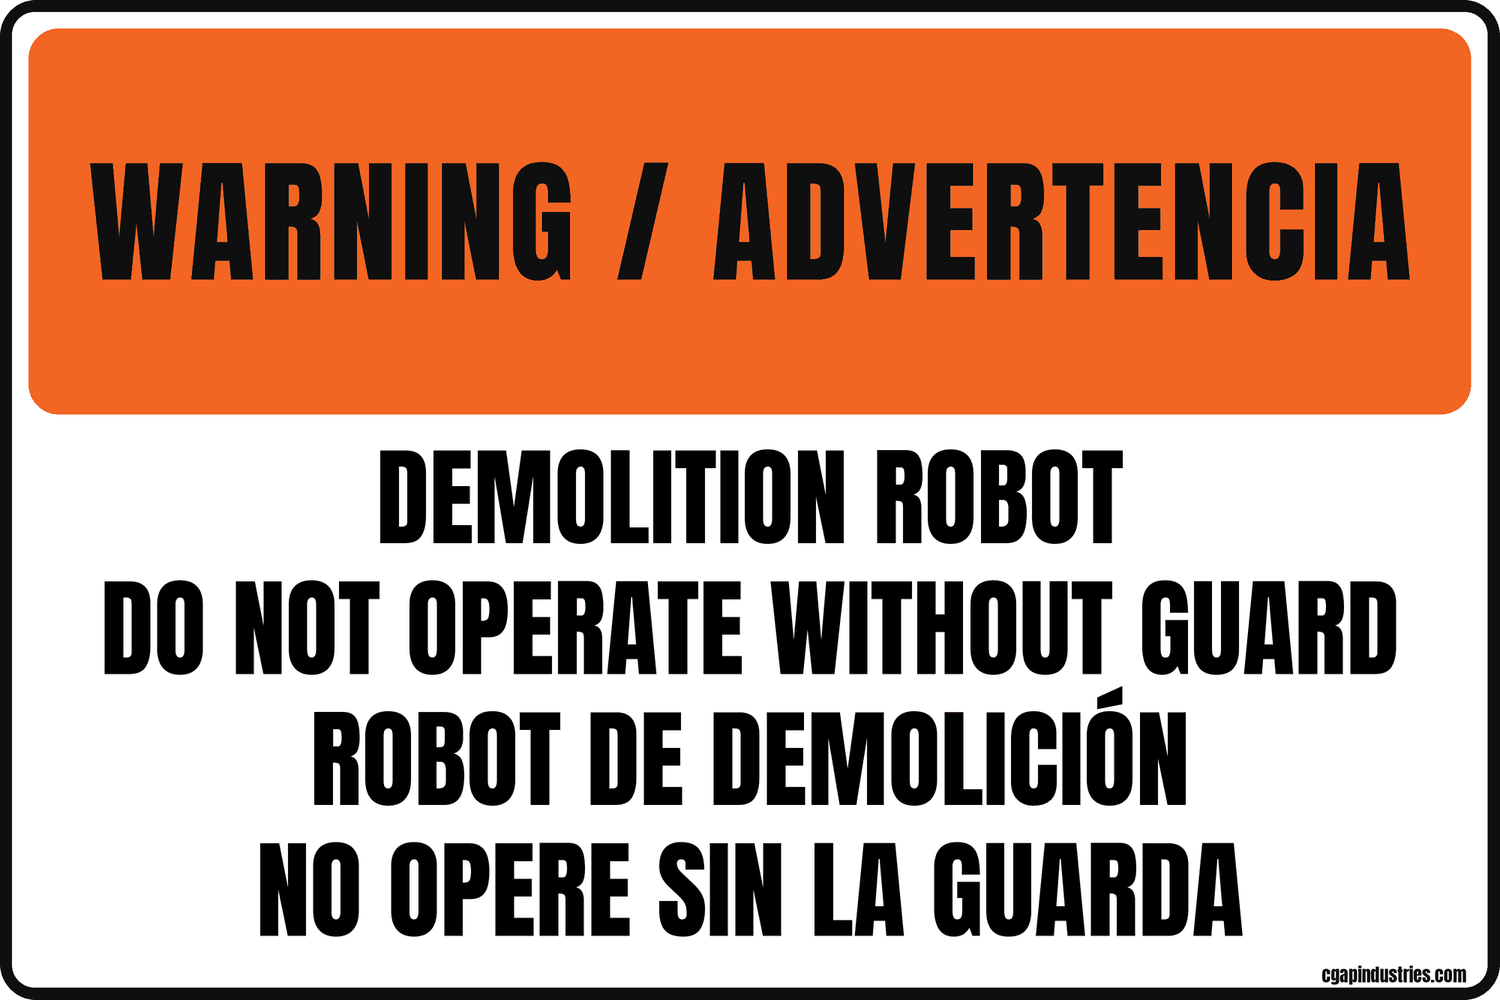 WARNING / ADVERTENCIA
DEMOLITION ROBOT
DO NOT OPERATE WITHOUT GUARD
ROBOT DE DEMOLICIÓN
NO OPERE SIN LA GUARDA
cgapindustries.com